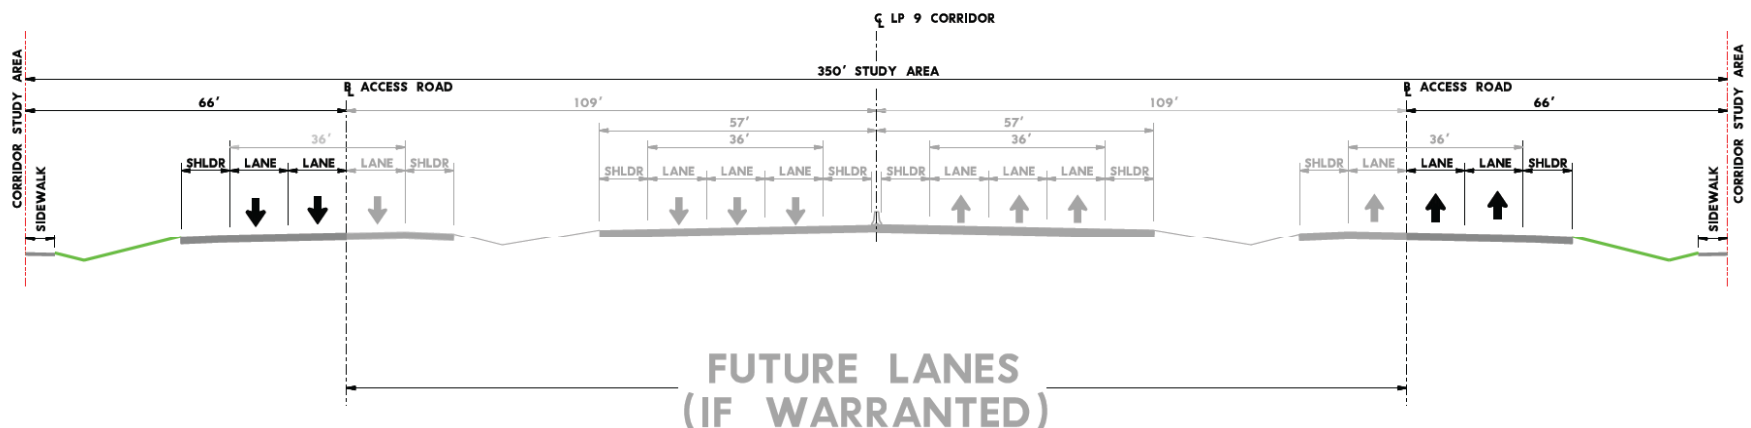 ℄ LP 9 CORRIDOR
350' STUDY AREA
CORRIDOR STUDY AREA
CORRIDOR STUDY AREA
℄ ACCESS ROAD
℄ ACCESS ROAD
66' 109' 109' 66'
57' 57'
36' 36' 36' 36'
SHLDR LANE LANE LANE SHLDR SHLDR LANE LANE LANE SHLDR SHLDR LANE LANE LANE SHLDR SHLDR LANE LANE LANE SHLDR
SIDEWALK
SIDEWALK
FUTURE LANES
(IF WARRANTED)